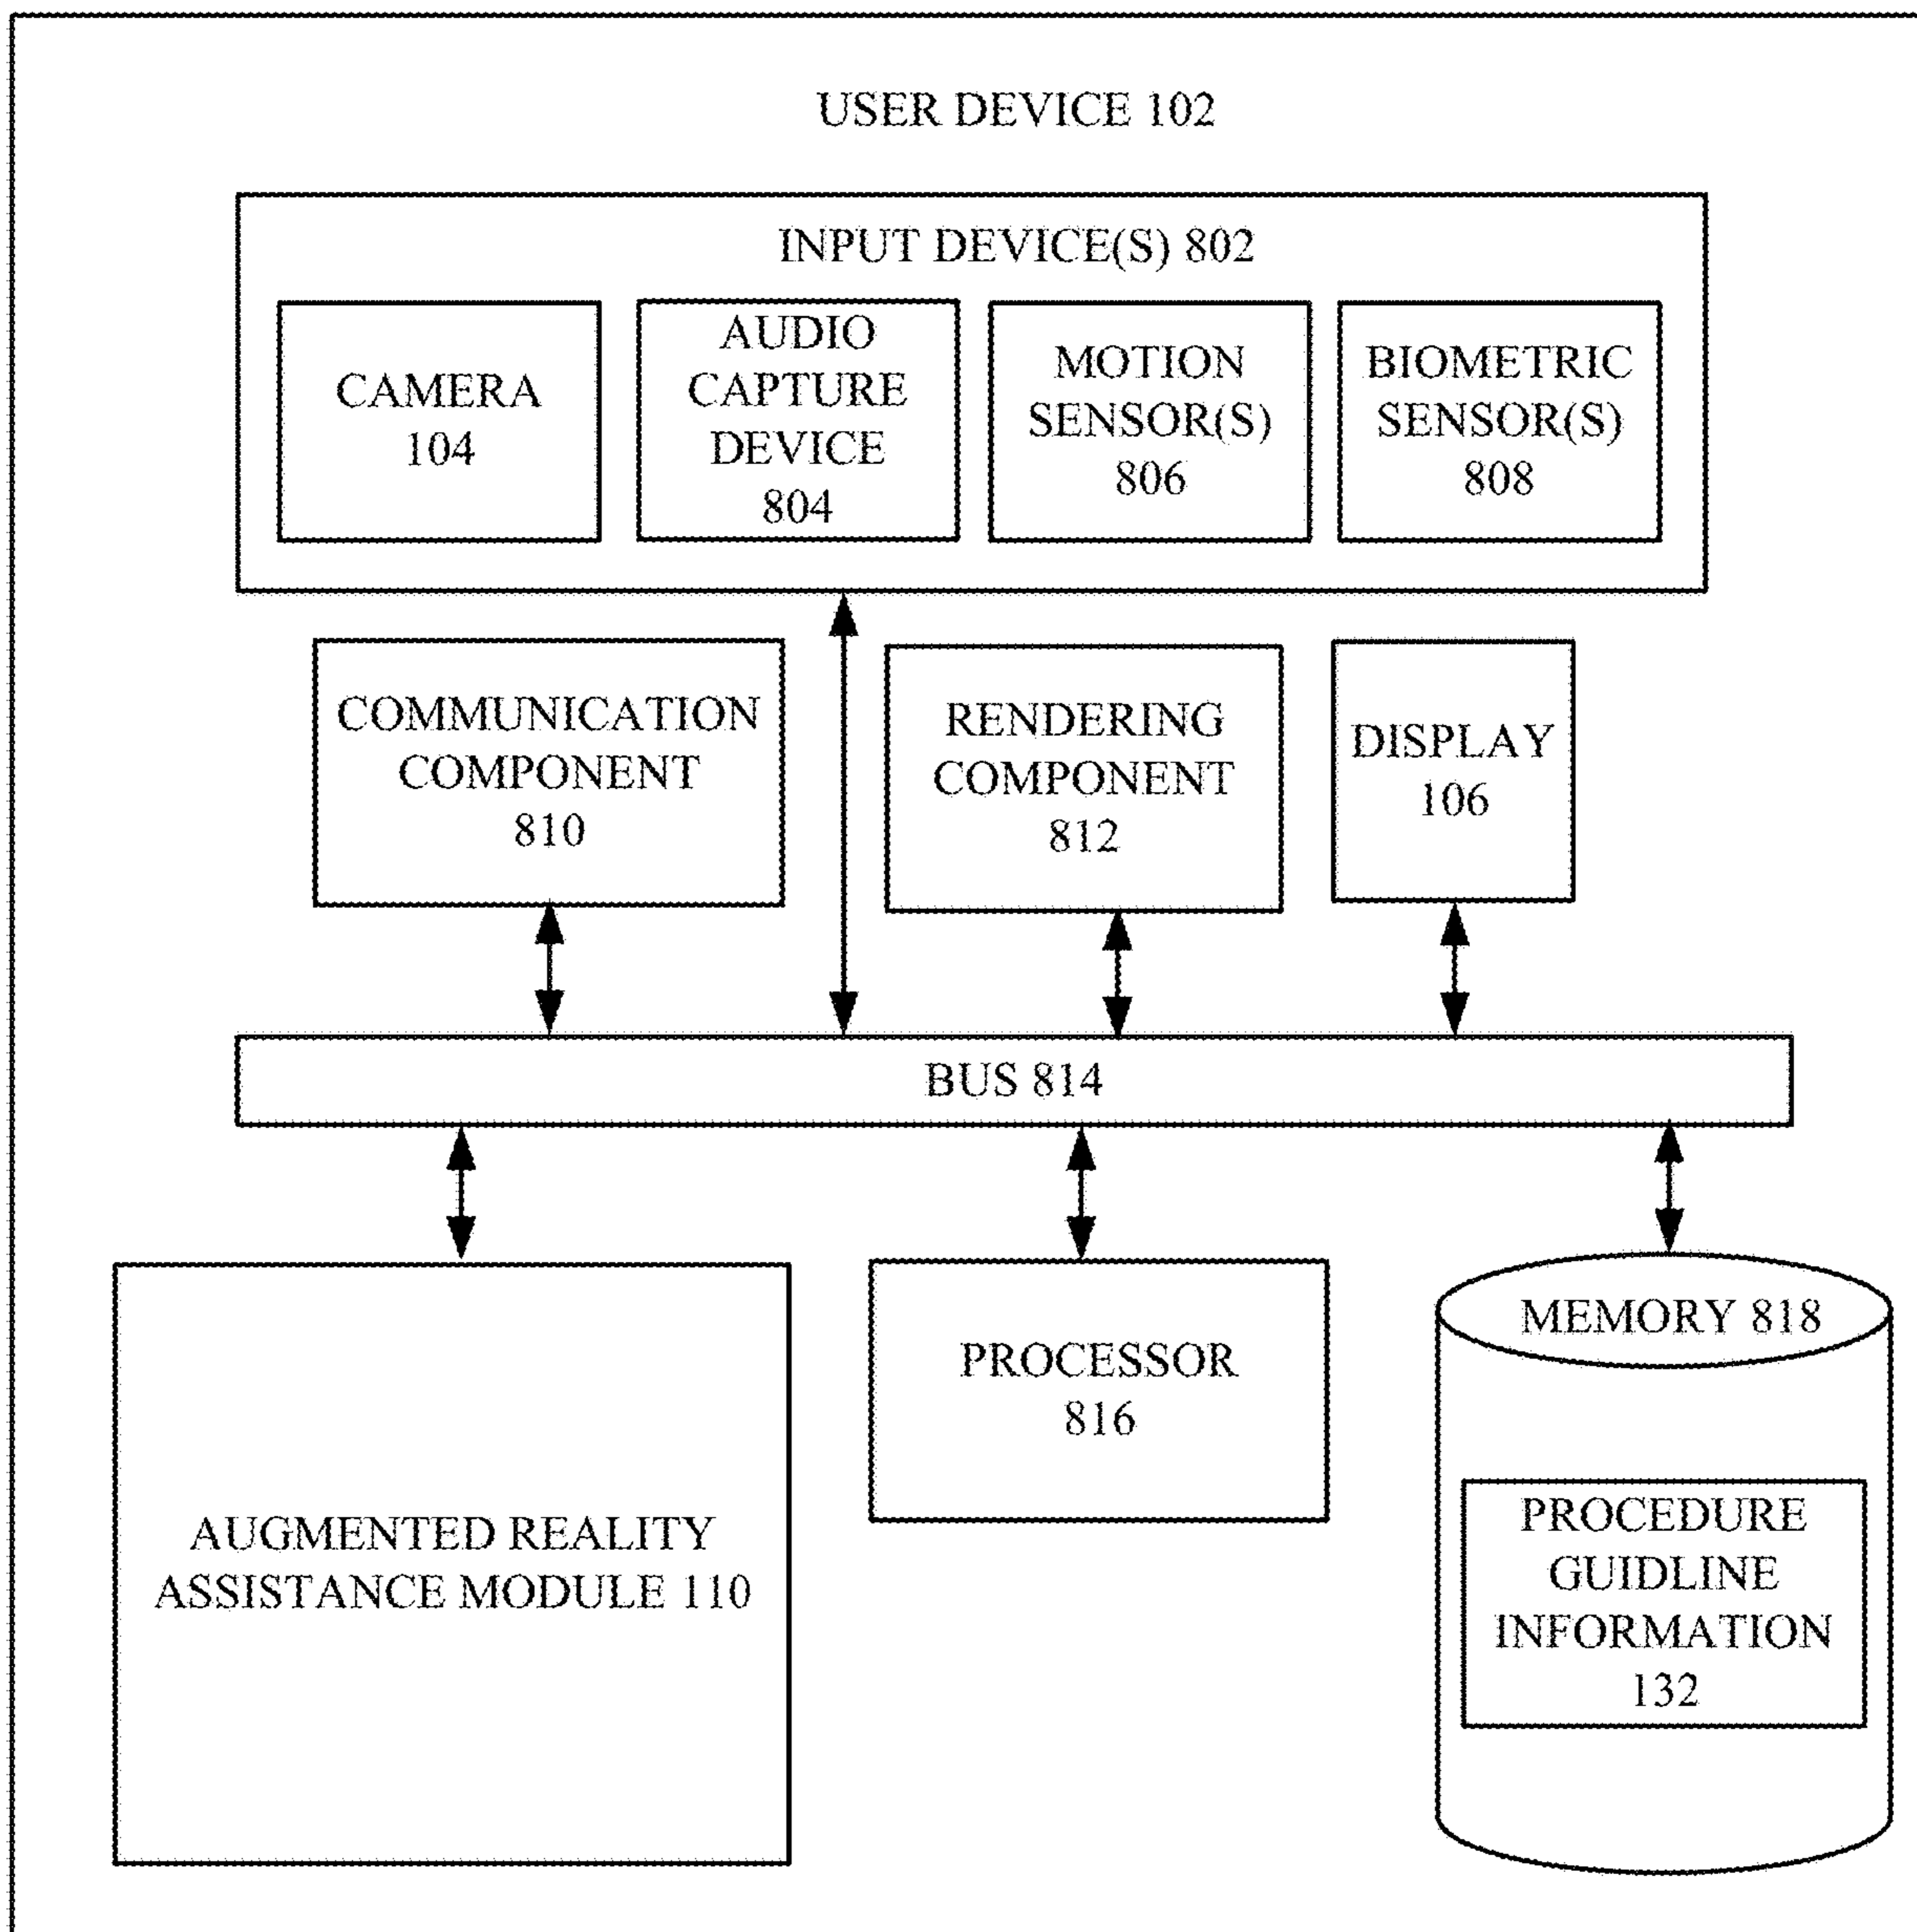 USER DEVICE 102
INPUT DEVICE(S) 802
CAMERA
104
AUDIO
CAPTURE
DEVICE
804
MOTION
SENSOR(S)
806
BIOMETRIC
SENSOR(S)
808
COMMUNICATION
COMPONENT
810
RENDERING
COMPONENT
812
DISPLAY
106
BUS 814
AUGMENTED REALITY
ASSISTANCE MODULE 110
PROCESSOR
816
MEMORY 818
PROCEDURE
GUIDLINE
INFORMATION
132